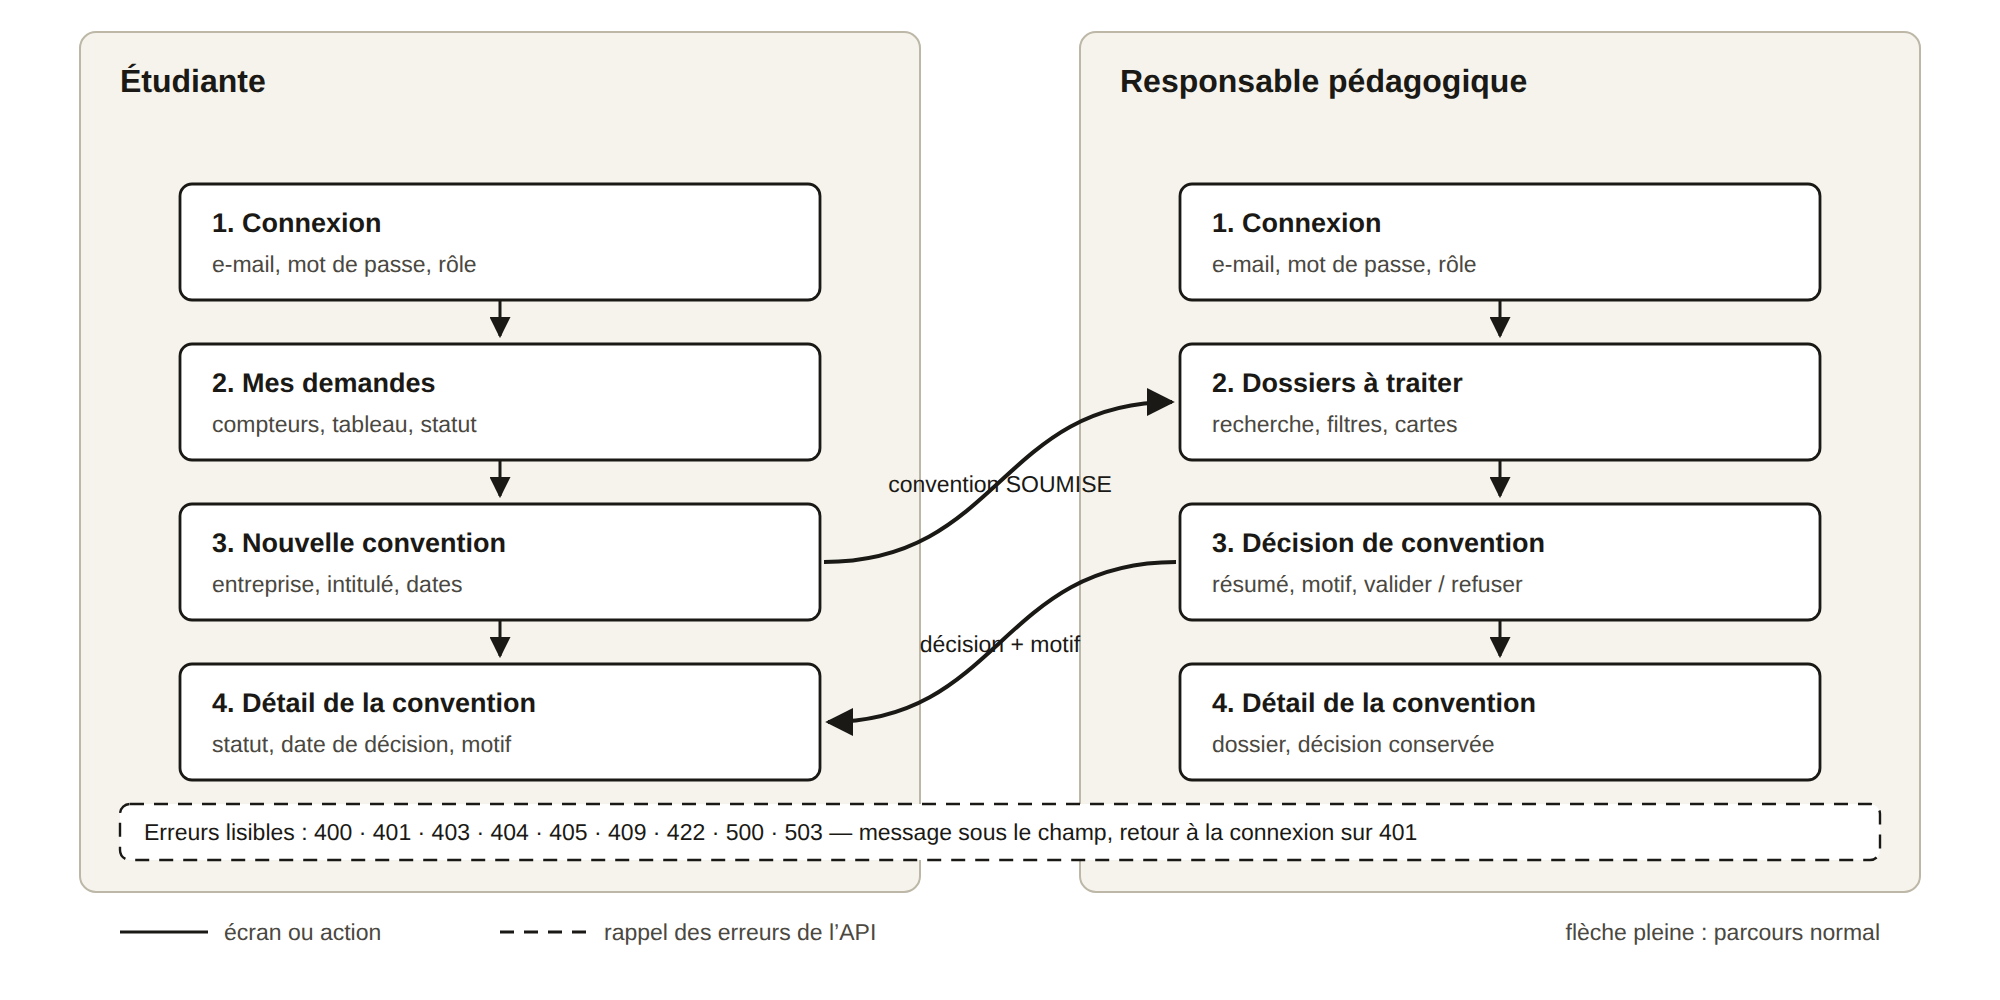 Étudiante
1. Connexion
e-mail, mot de passe, rôle
2. Mes demandes
compteurs, tableau, statut
3. Nouvelle convention
entreprise, intitulé, dates
4. Détail de la convention
statut, date de décision, motif
convention SOUMISE
décision + motif
Responsable pédagogique
1. Connexion
e-mail, mot de passe, rôle
2. Dossiers à traiter
recherche, filtres, cartes
3. Décision de convention
résumé, motif, valider / refuser
4. Détail de la convention
dossier, décision conservée
Erreurs lisibles : 400 · 401 · 403 · 404 · 405 · 409 · 422 · 500 · 503 — message sous le champ, retour à la connexion sur 401
écran ou action
rappel des erreurs de l’API
flèche pleine : parcours normal